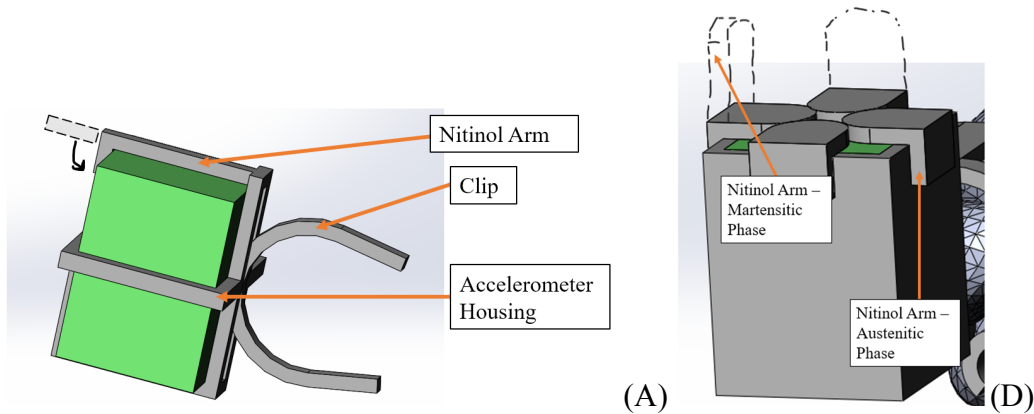 Nitinol Arm
Clip
Accelerometer
Housing
(A)
Nitinol Arm –
Martensitic
Phase
Nitinol Arm –
Austenitic
Phase
(D)